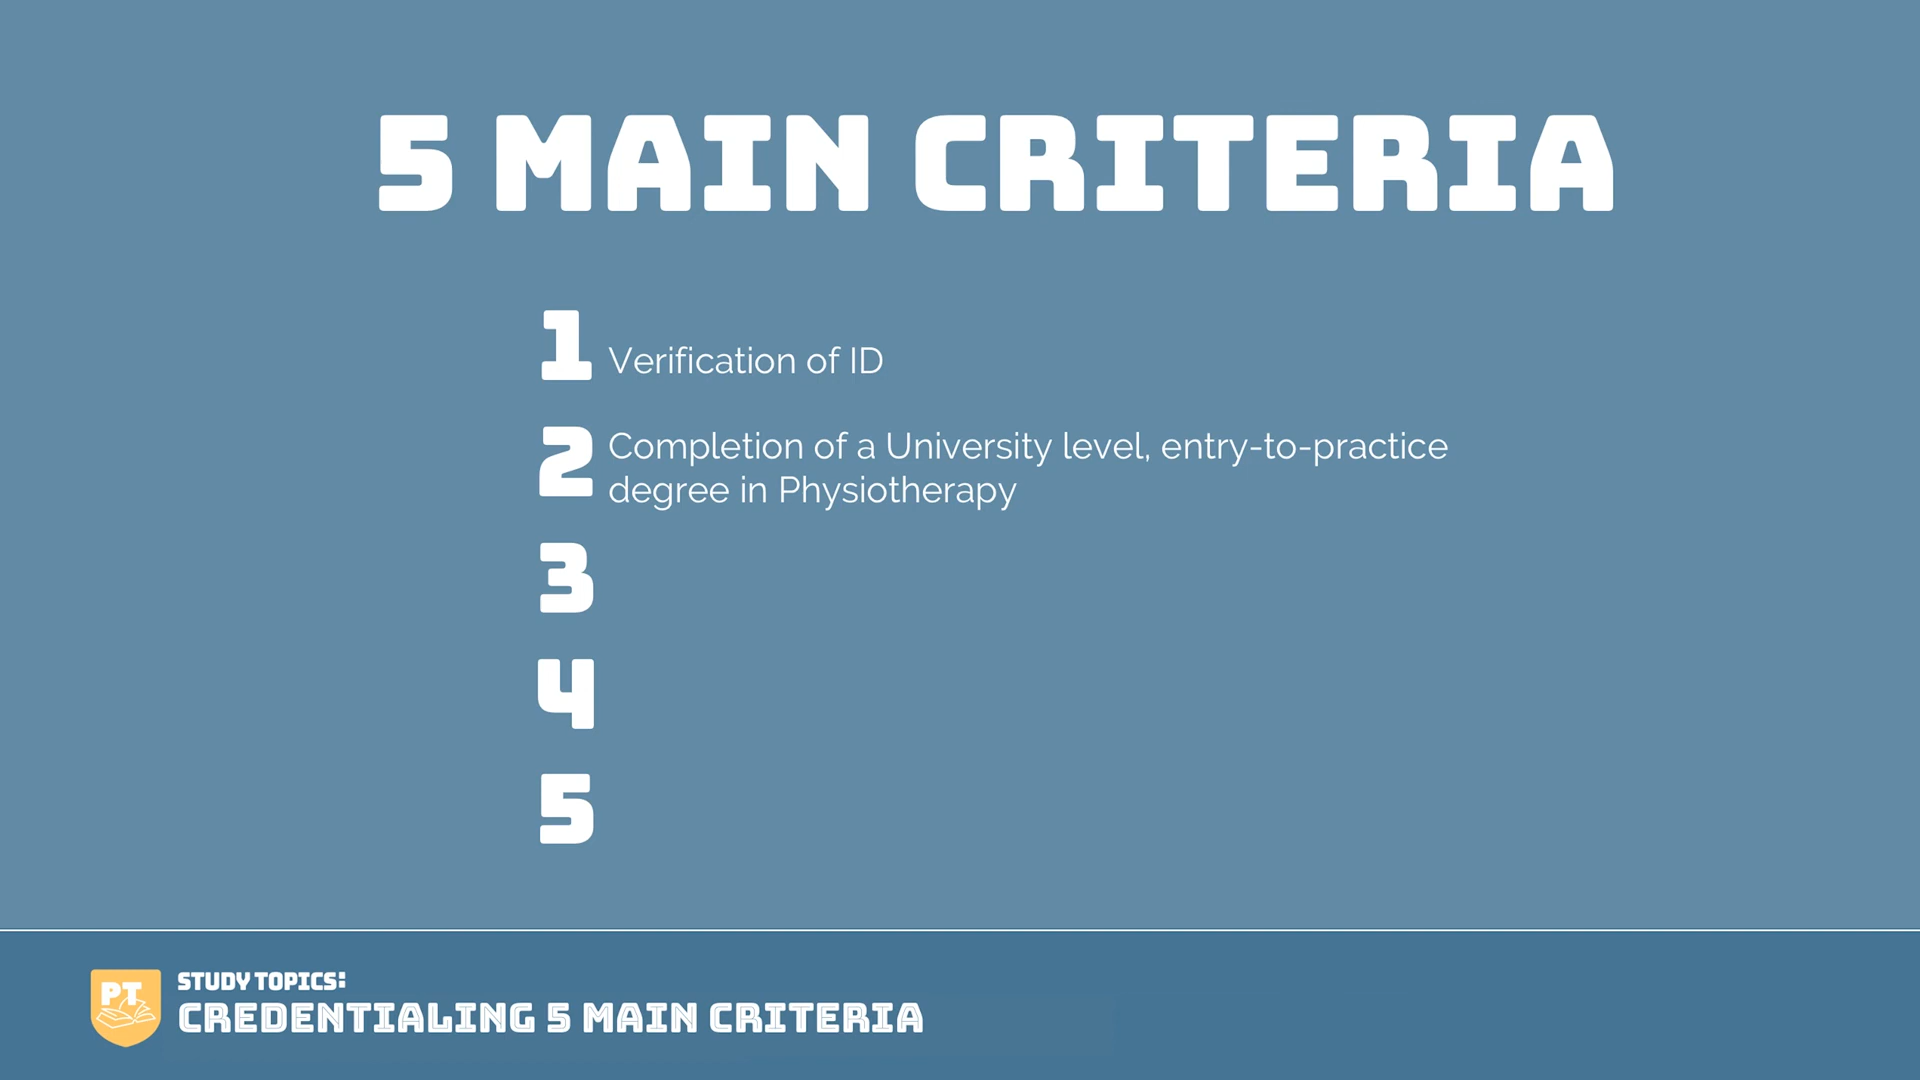 5 MAIN CRITERIA
1 Verification of ID
2 Completion of a University level, entry-to-practice
degree in Physiotherapy
3
4
5
PT
STUDY TOPICS:
CREDENTIALING 5 MAIN CRITERIA